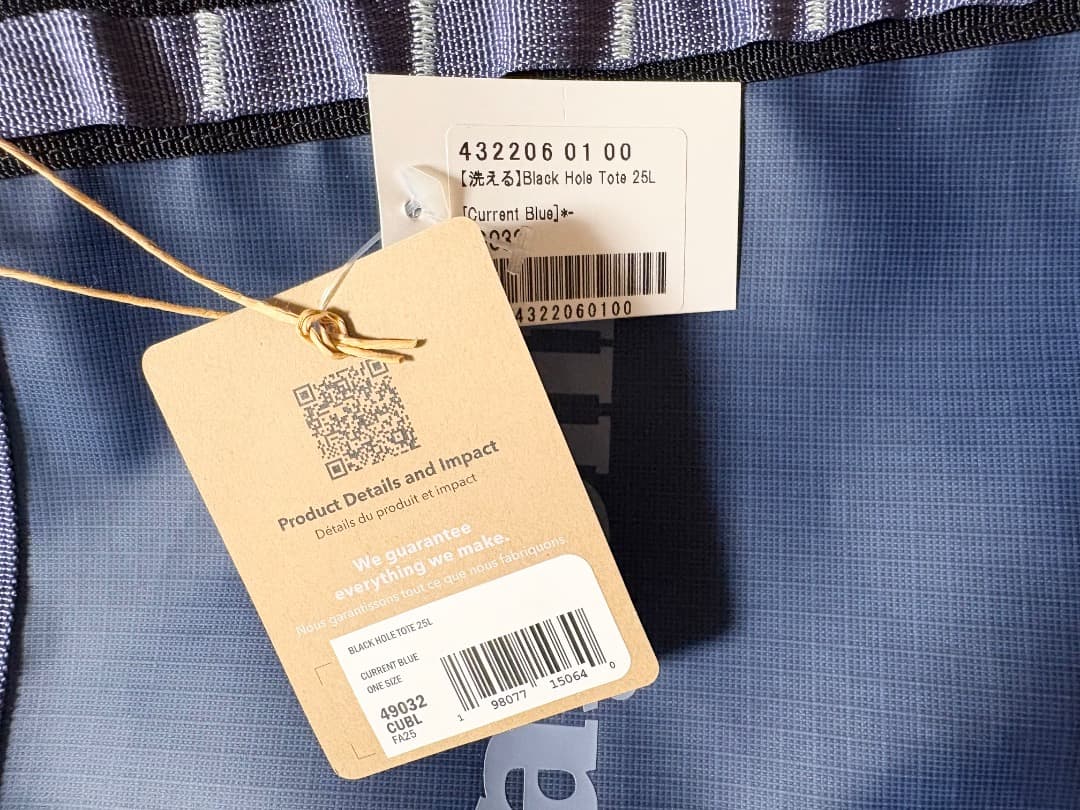 432206 01 00
【洗える】Black Hole Tote 25L
[Current Blue]*-
4322060100
Product Details and Impact
Détails du produit et impact
We guarantee
everything we make.
Nous garantissons tout ce que nous fabriquons
BLACK HOLE TOTE 25L
CURRENT BLUE
ONE SIZE
49032
CUBL
FA25
1 98077 15064 0